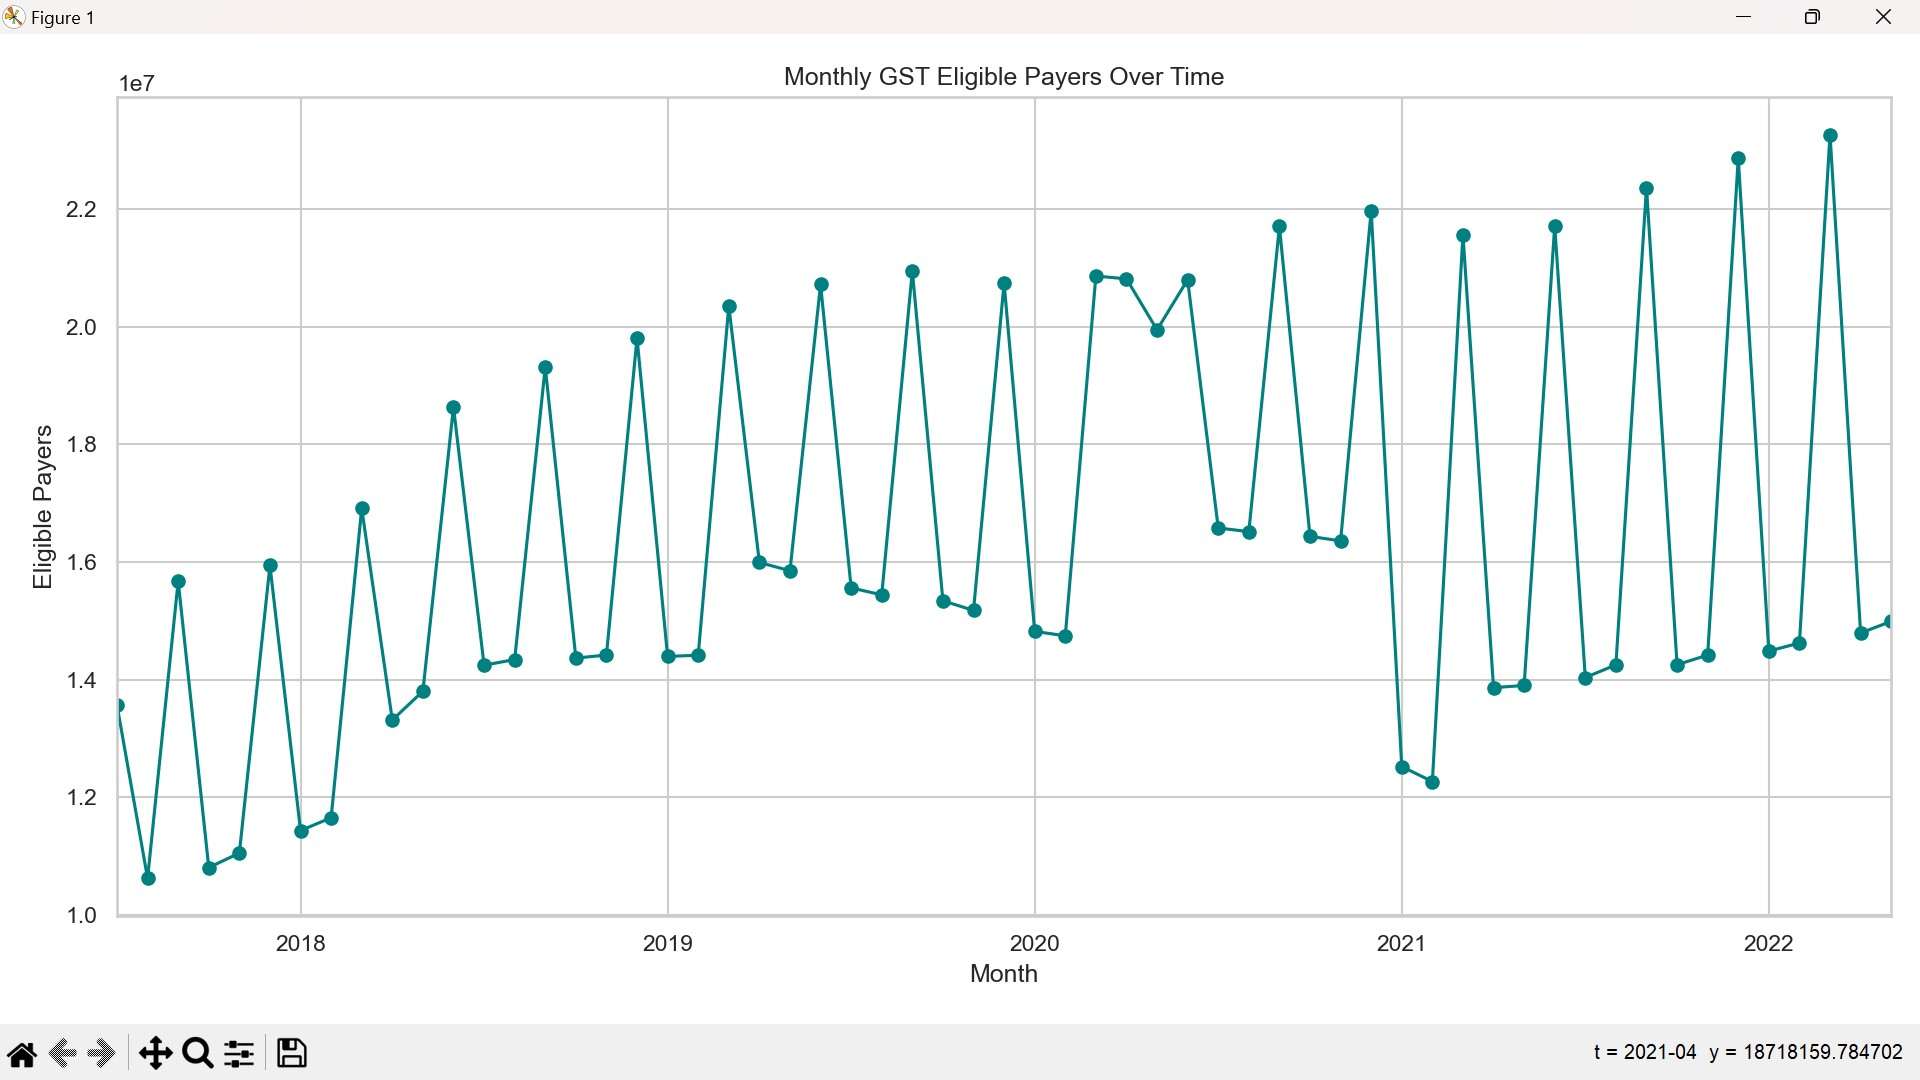 Figure 1
Monthly GST Eligible Payers Over Time
1e7
2.2
2.0
1.8
1.6
1.4
1.2
1.0
Eligible Payers
2018 2019 2020 2021 2022
Month
t = 2021-04 y = 18718159.784702